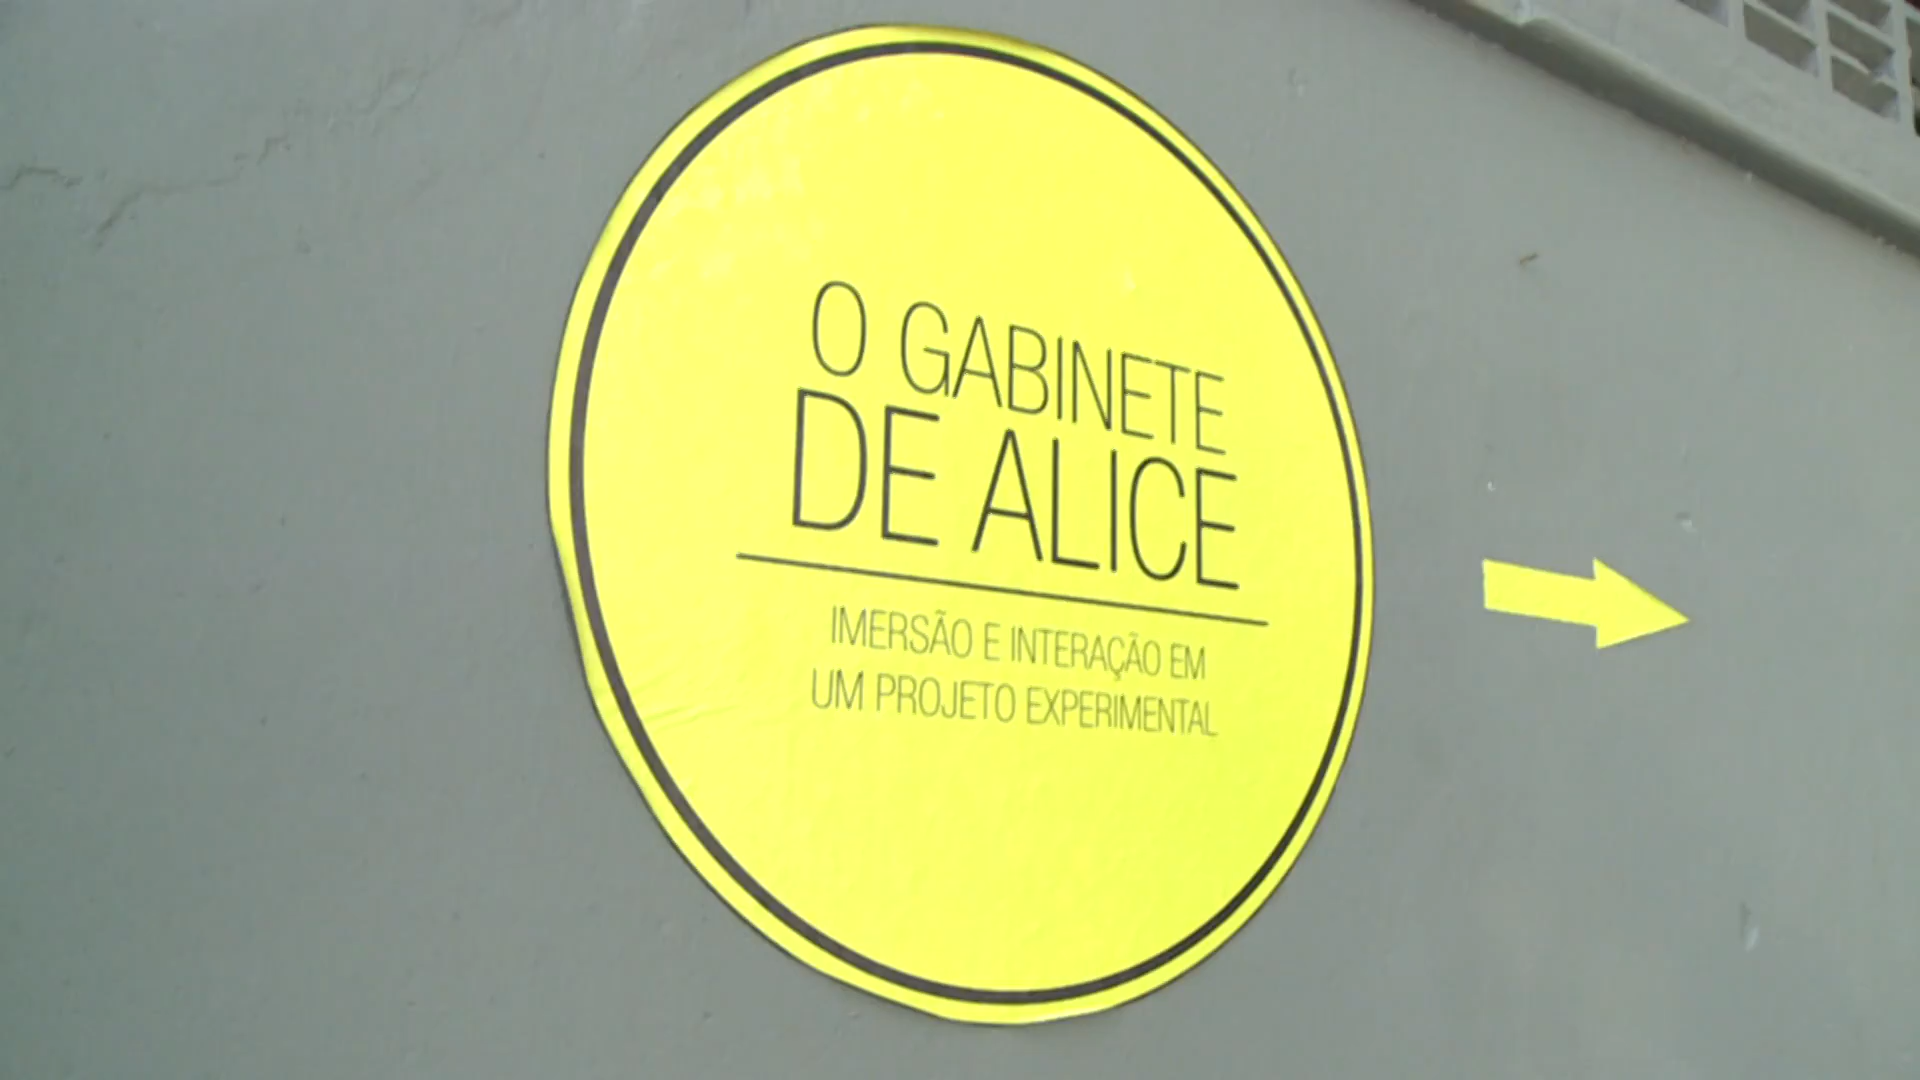 O GABINETE
DE ALICE
IMERSÃO E INTERAÇÃO EM
UM PROJETO EXPERIMENTAL